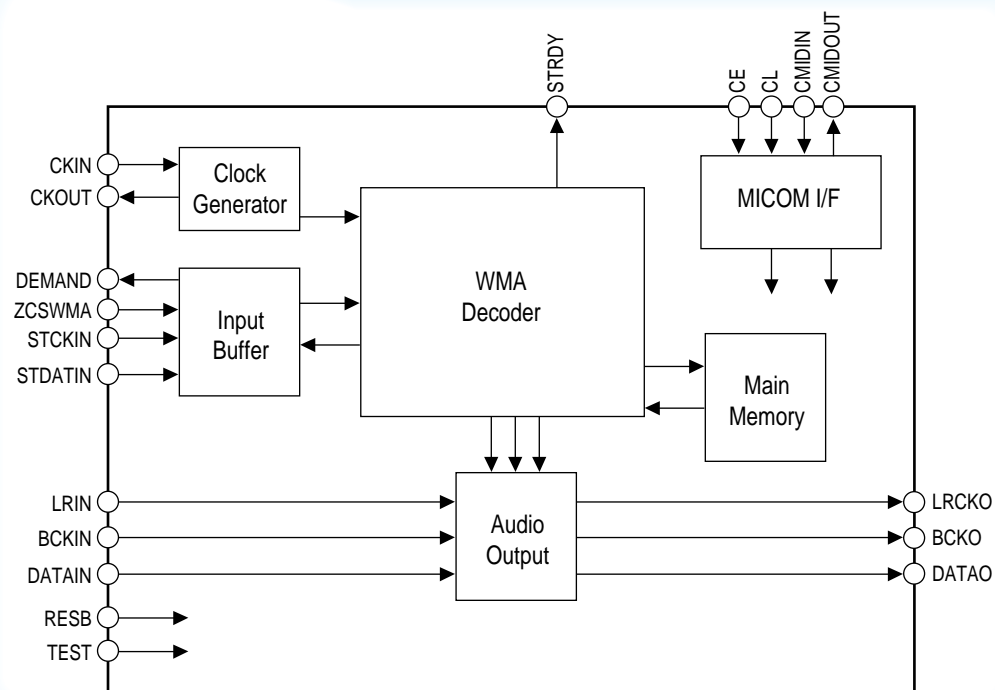 STRDY
CE
CL
CMIDIN
CMIDOUT
CKIN
CKOUT
Clock
Generator
MICOM I/F
DEMAND
ZCSWMA
STCKIN
STDATIN
Input
Buffer
WMA
Decoder
Main
Memory
LRIN
BCKIN
DATAIN
Audio
Output
LRCKO
BCKO
DATAO
RESB
TEST